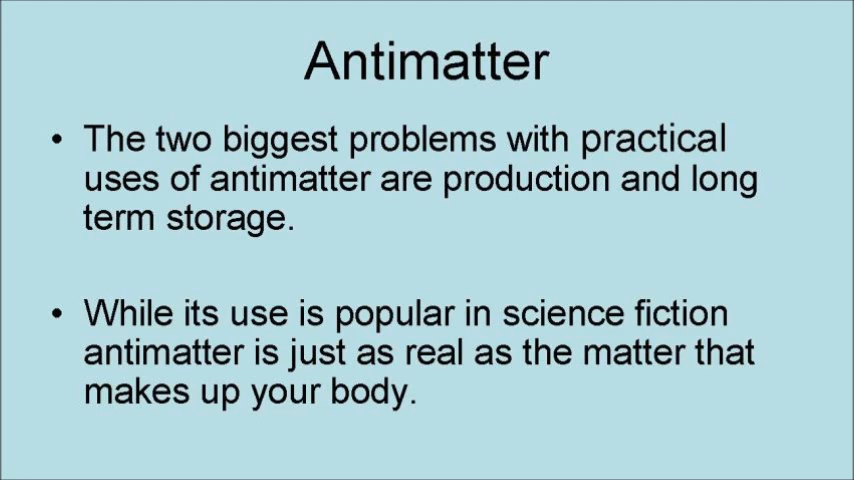 Antimatter
• The two biggest problems with practical
uses of antimatter are production and long
term storage.
• While its use is popular in science fiction
antimatter is just as real as the matter that
makes up your body.